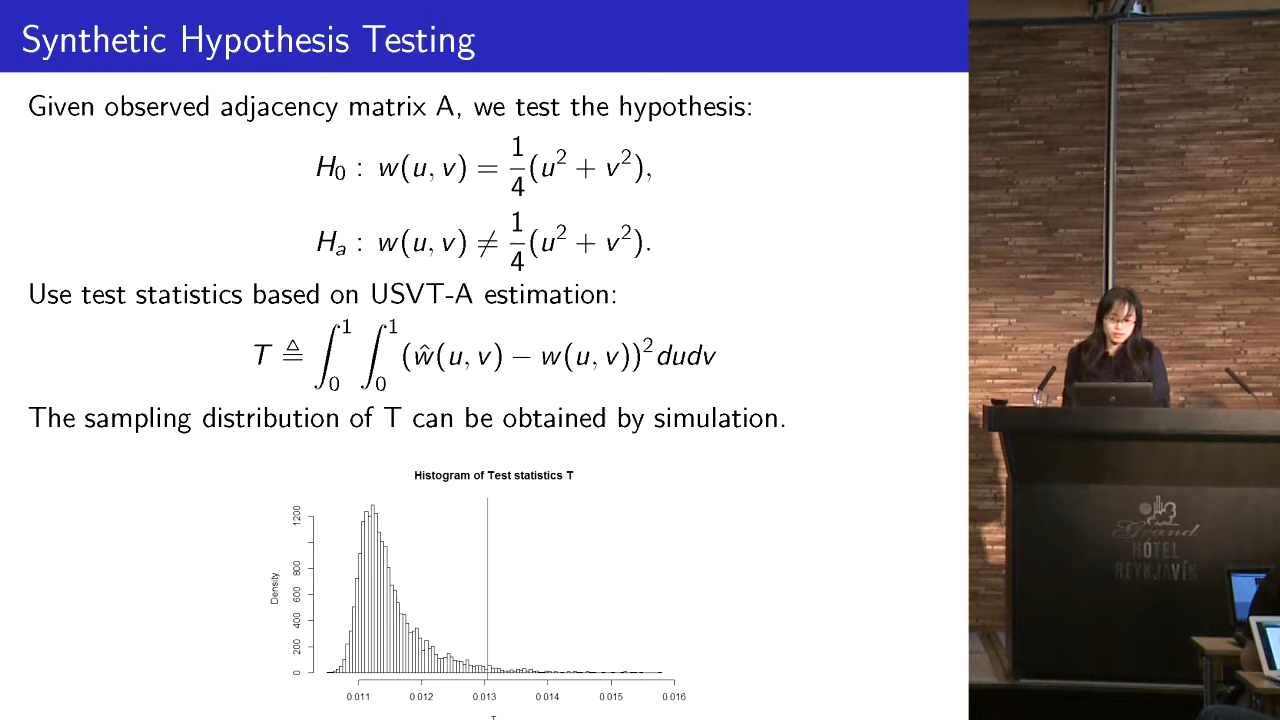 Synthetic Hypothesis Testing
Given observed adjacency matrix A, we test the hypothesis:
H₀ : w(u, v) = 1/4 (u² + v²),
Hₐ : w(u, v) ≠ 1/4 (u² + v²).
Use test statistics based on USVT-A estimation:
T ≜ ∫₀¹ ∫₀¹ (ŵ(u, v) − w(u, v))² dudv
The sampling distribution of T can be obtained by simulation.
Histogram of Test statistics T
Density
1200
800
600
400
200
0
0.011 0.012 0.013 0.014 0.015 0.016
T
Grand
HÓTEL
REYKJAVÍK